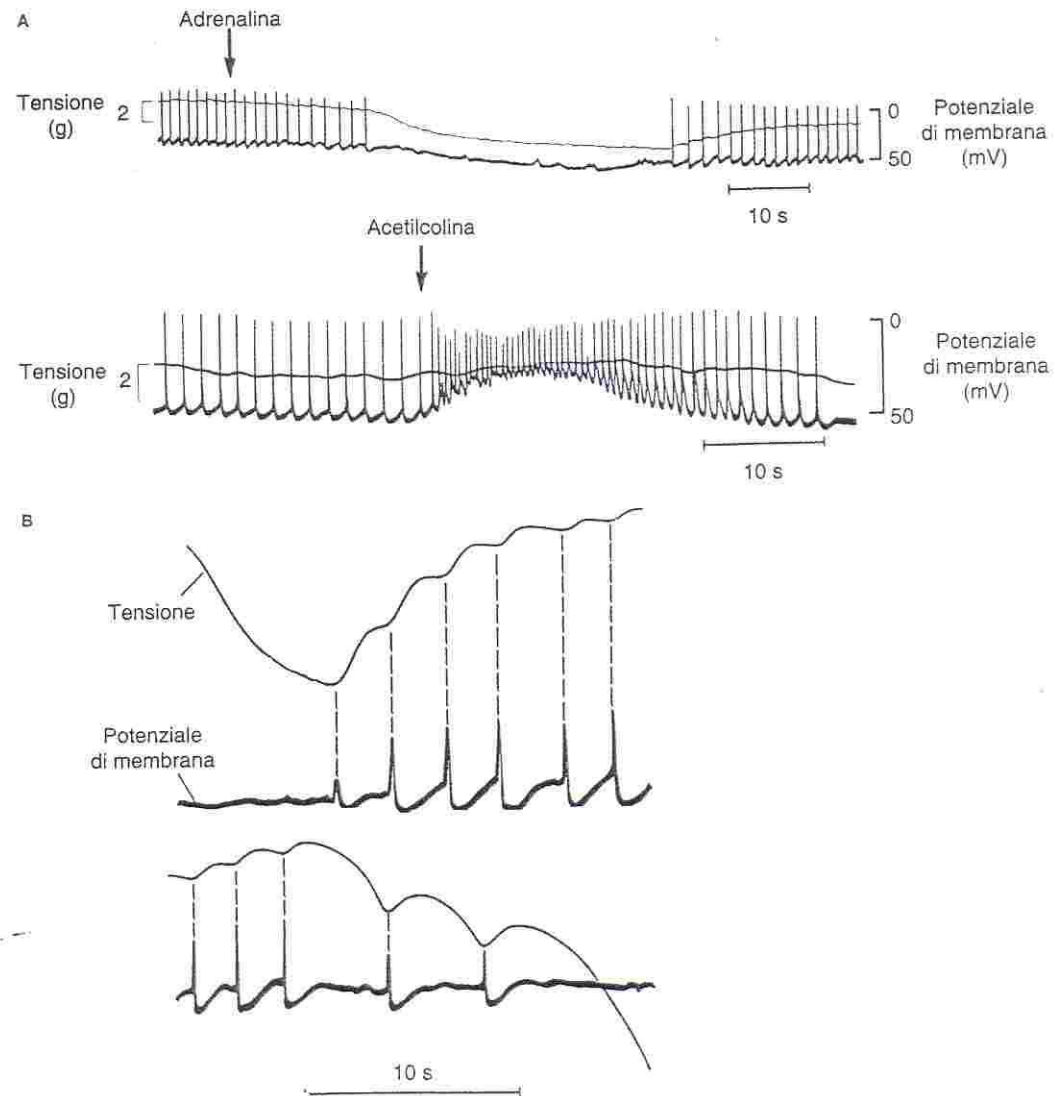 A
Adrenalina
Tensione
(g)
2
0
50
Potenziale
di membrana
(mV)
10 s
Acetilcolina
Tensione
(g)
2
0
50
Potenziale
di membrana
(mV)
10 s
B
Tensione
Potenziale
di membrana
10 s